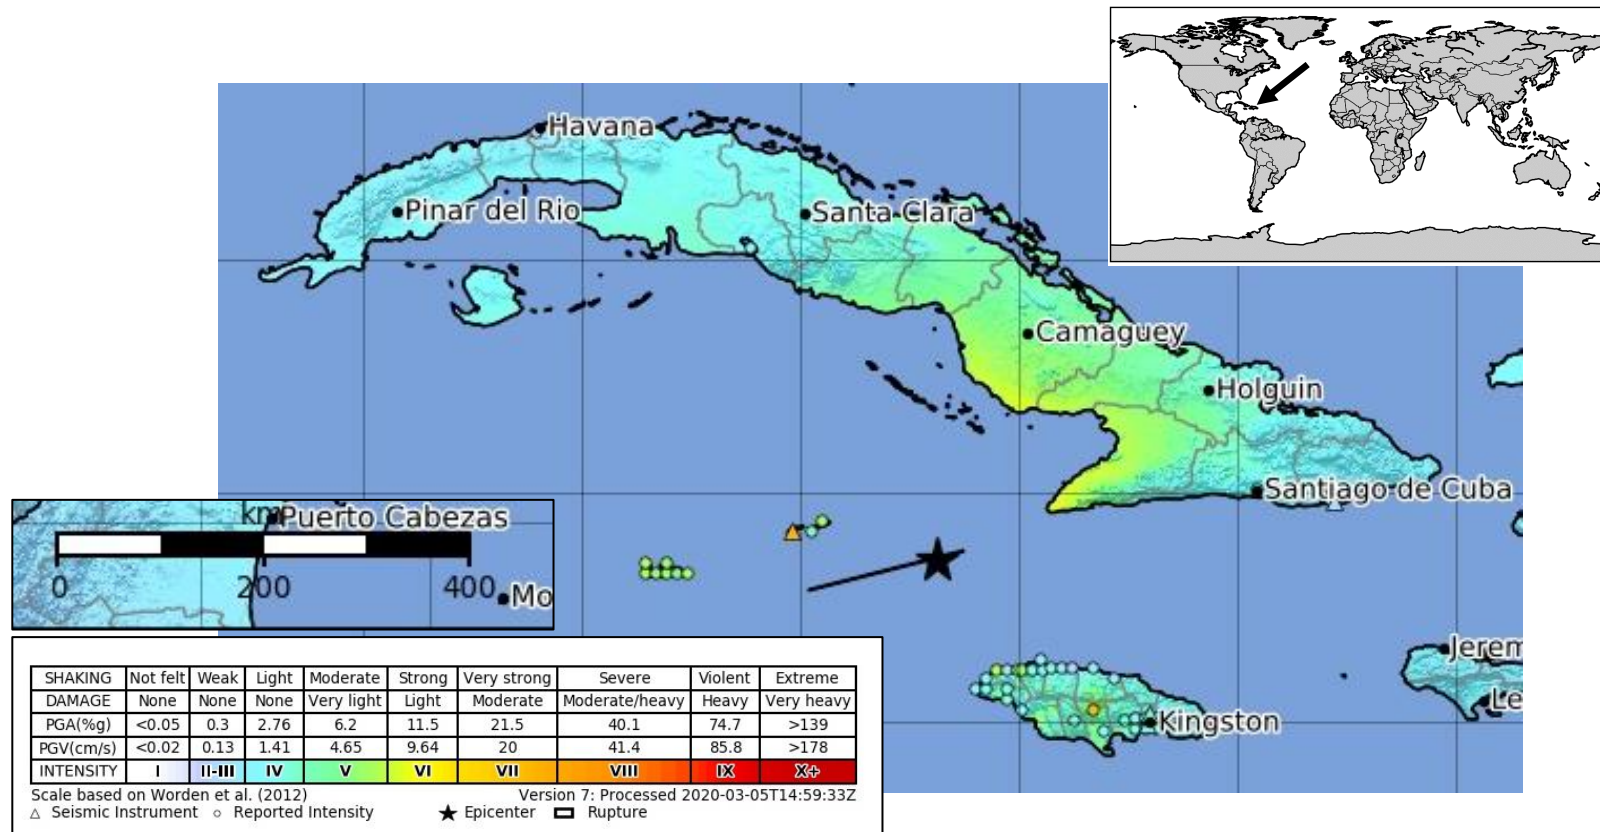 Havana
Pinar del Rio
Santa Clara
Camaguey
Holguin
Santiago de Cuba
km
Puerto Cabezas
0 200 400
Mo
Jerem
Le
Kingston
SHAKING Not felt Weak Light Moderate Strong Very strong Severe Violent Extreme
DAMAGE None None None Very light Light Moderate Moderate/heavy Heavy Very heavy
PGA(%g) <0.05 0.3 2.76 6.2 11.5 21.5 40.1 74.7 >139
PGV(cm/s) <0.02 0.13 1.41 4.65 9.64 20 41.4 85.8 >178
INTENSITY I II-III IV V VI VII VIII IX X+
Scale based on Worden et al. (2012) Version 7: Processed 2020-03-05T14:59:33Z
△ Seismic Instrument ○ Reported Intensity ★ Epicenter Rupture